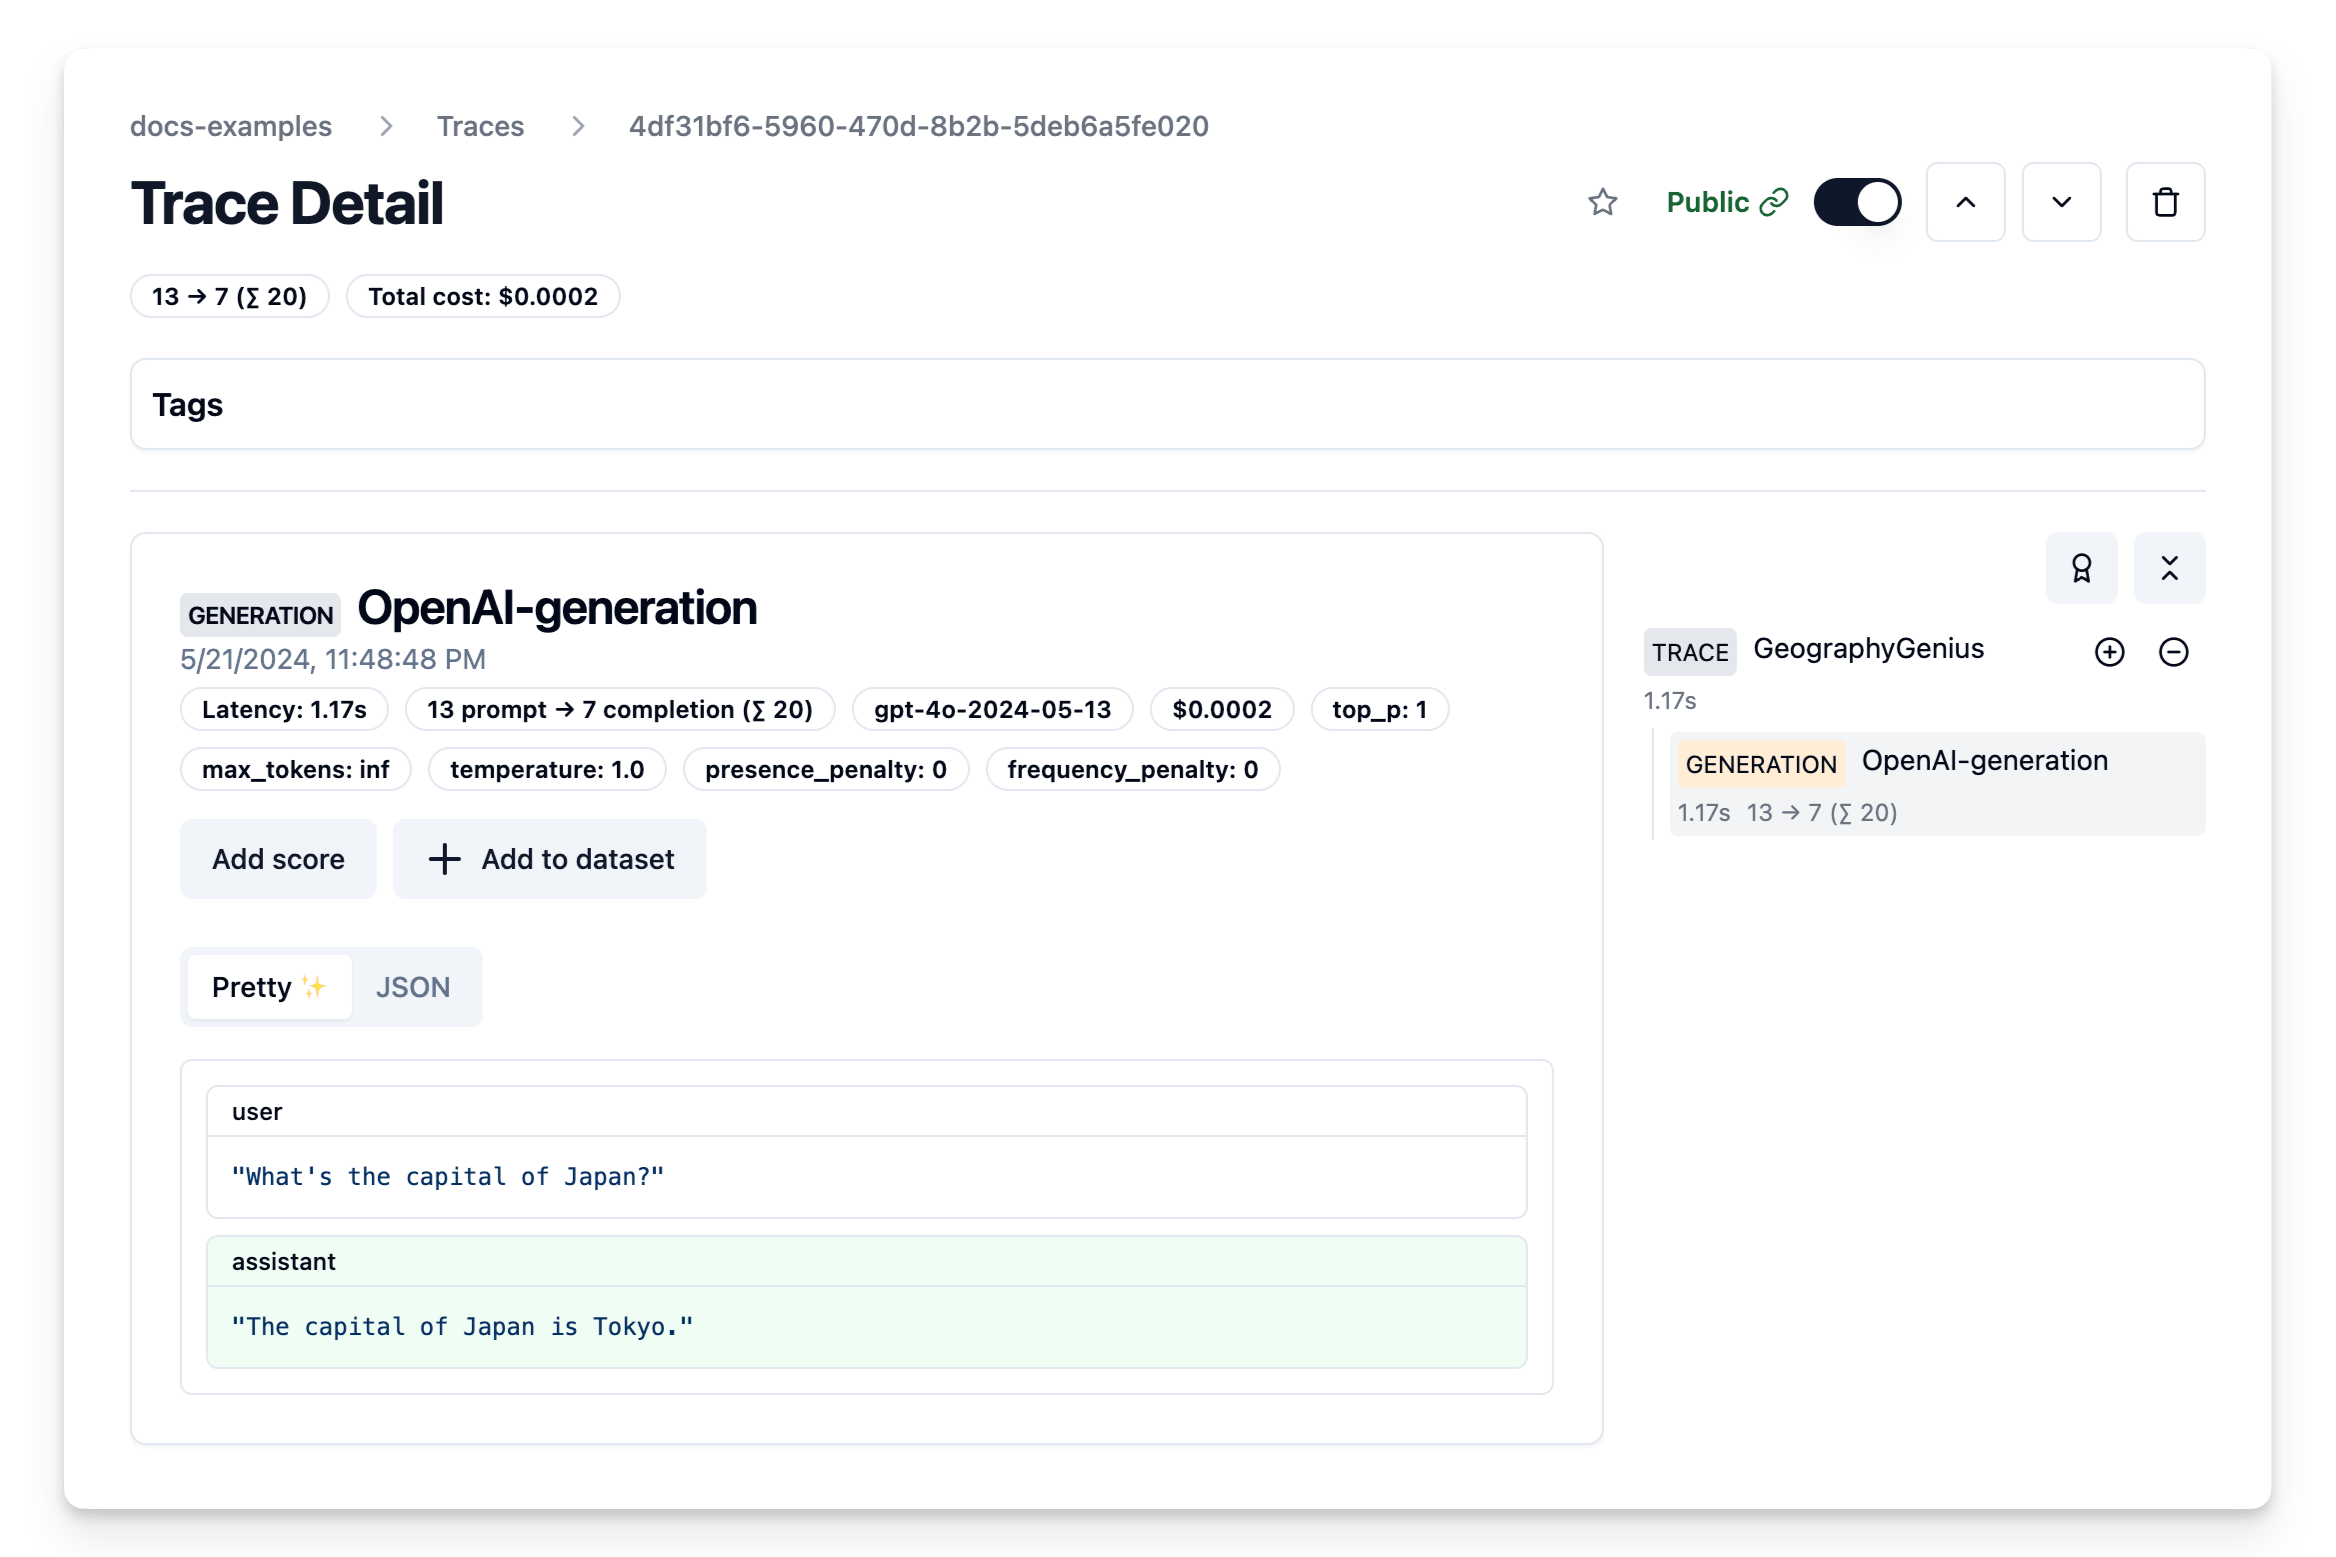 docs-examples > Traces > 4df31bf6-5960-470d-8b2b-5deb6a5fe020
Trace Detail
Public
13 → 7 (∑ 20) Total cost: $0.0002
Tags
GENERATION OpenAI-generation
5/21/2024, 11:48:48 PM
Latency: 1.17s 13 prompt → 7 completion (∑ 20) gpt-4o-2024-05-13 $0.0002 top_p: 1
max_tokens: inf temperature: 1.0 presence_penalty: 0 frequency_penalty: 0
Add score + Add to dataset
Pretty ✨ JSON
user
"What's the capital of Japan?"
assistant
"The capital of Japan is Tokyo."
TRACE GeographyGenius
1.17s
GENERATION OpenAI-generation
1.17s 13 → 7 (∑ 20)